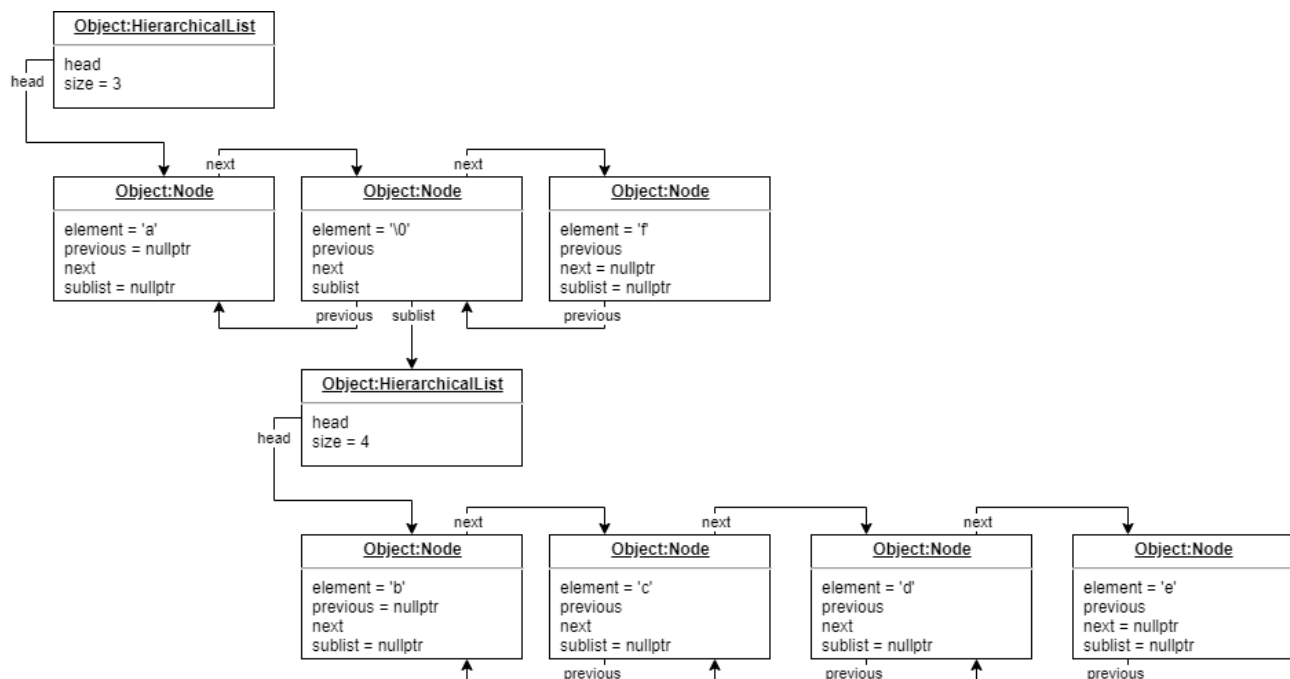 Object:HierarchicalList
head
head
size = 3
next
next
Object:Node
element = 'a'
previous = nullptr
next
sublist = nullptr
Object:Node
element = '\0'
previous
next
sublist
Object:Node
element = 'f'
previous
next = nullptr
sublist = nullptr
previous
sublist
previous
Object:HierarchicalList
head
size = 4
head
next
next
next
Object:Node
element = 'b'
previous = nullptr
next
sublist = nullptr
Object:Node
element = 'c'
previous
next
sublist = nullptr
Object:Node
element = 'd'
previous
next
sublist = nullptr
Object:Node
element = 'e'
previous
next = nullptr
sublist = nullptr
previous
previous
previous